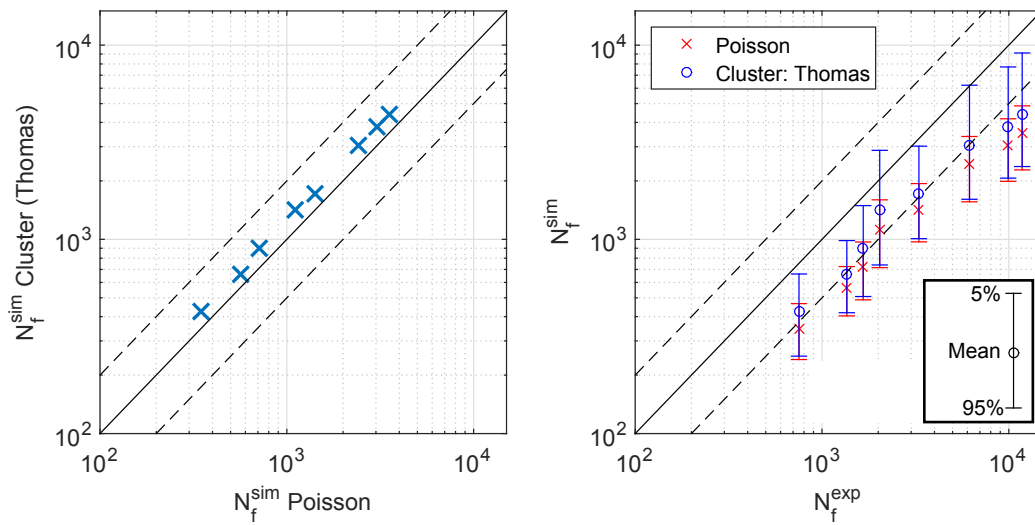 10^4
10^3
10^2
N_f^sim Cluster (Thomas)
10^2 10^3 10^4
N_f^sim Poisson
10^4
10^3
10^2
N_f^sim
Poisson
Cluster: Thomas
5%
Mean
95%
10^2 10^3 10^4
N_f^exp